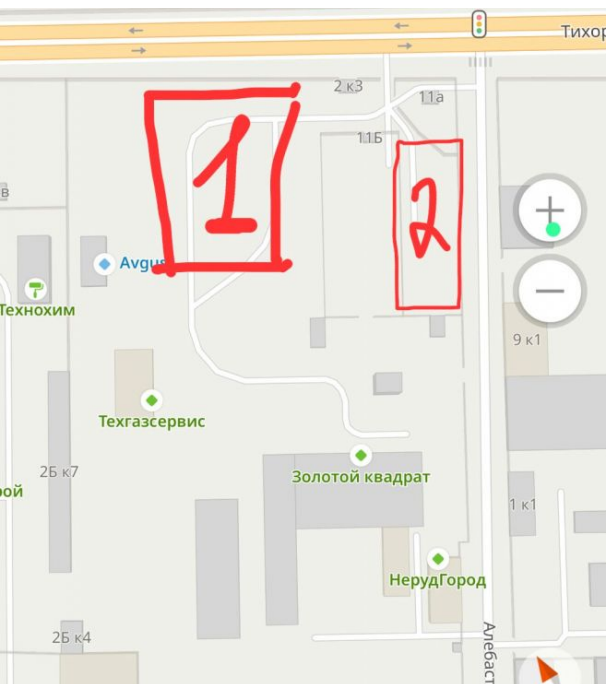 Тихор
2 к3
11а
11Б
в
1
2
Avgus
Технохим
9 к1
Техгазсервис
2Б к7
Золотой квадрат
рой
1 к1
НерудГород
2Б к4
Алебаст